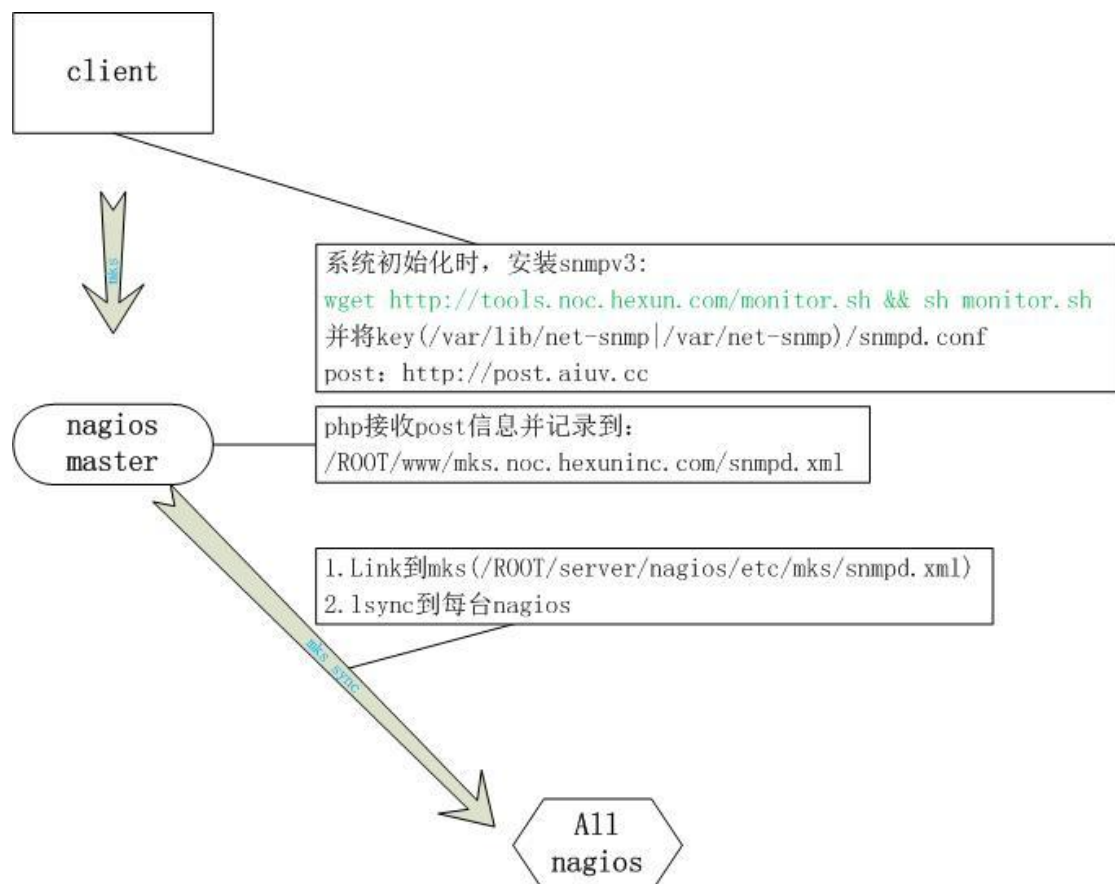 client
mks
系统初始化时，安装snmpv3:
wget http://tools.noc.hexun.com/monitor.sh && sh monitor.sh
并将key(/var/lib/net-snmp|/var/net-snmp)/snmpd.conf
post：http://post.aiuv.cc
nagios
master
php接收post信息并记录到：
/ROOT/www/mks.noc.hexuninc.com/snmpd.xml
1.Link到mks(/ROOT/server/nagios/etc/mks/snmpd.xml)
2.lsync到每台nagios
mks sync
All
nagios